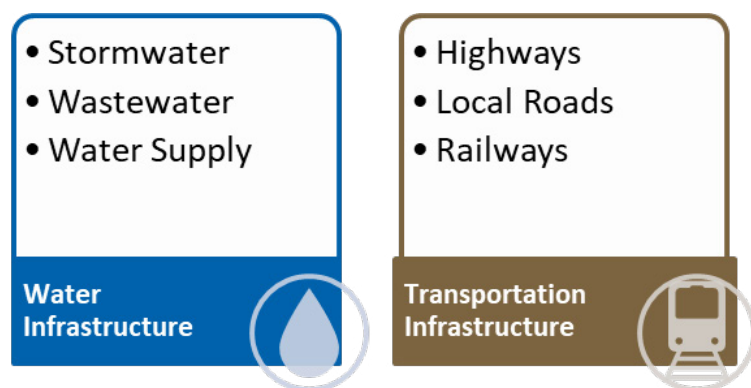 • Stormwater
• Wastewater
• Water Supply
Water
Infrastructure
• Highways
• Local Roads
• Railways
Transportation
Infrastructure